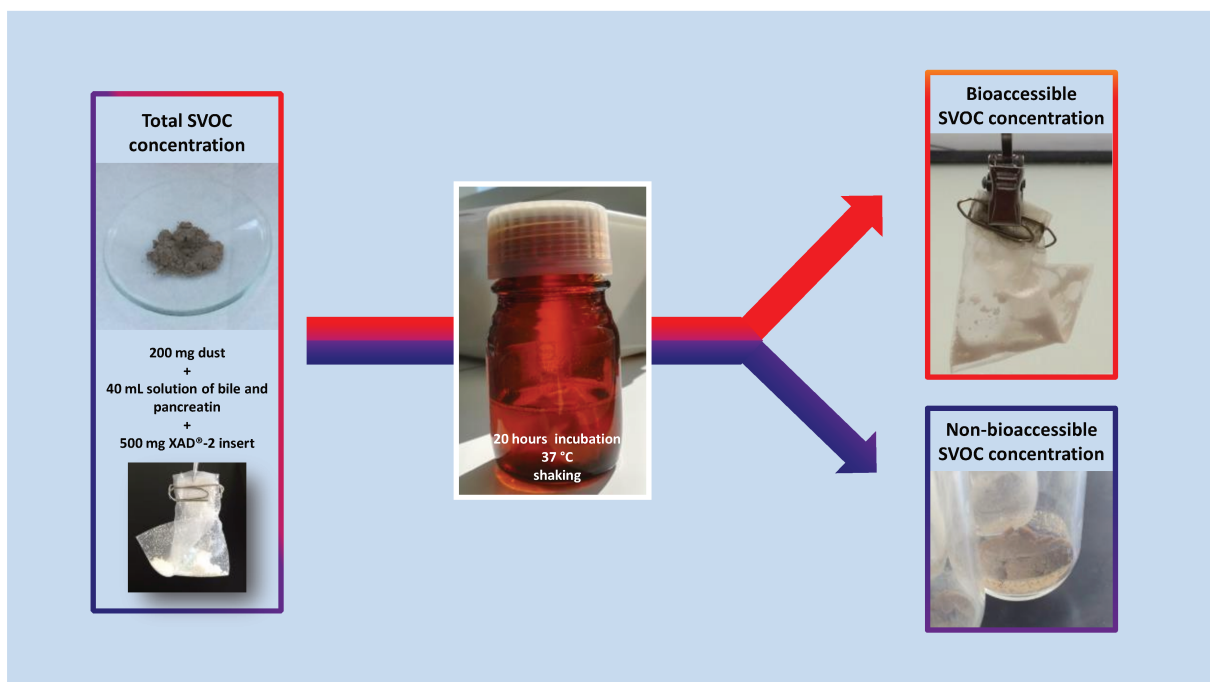 Total SVOC
concentration
200 mg dust
+
40 mL solution of bile and
pancreatin
+
500 mg XAD®-2 insert
20 hours incubation
37 °C
shaking
Bioaccessible
SVOC concentration
Non-bioaccessible
SVOC concentration